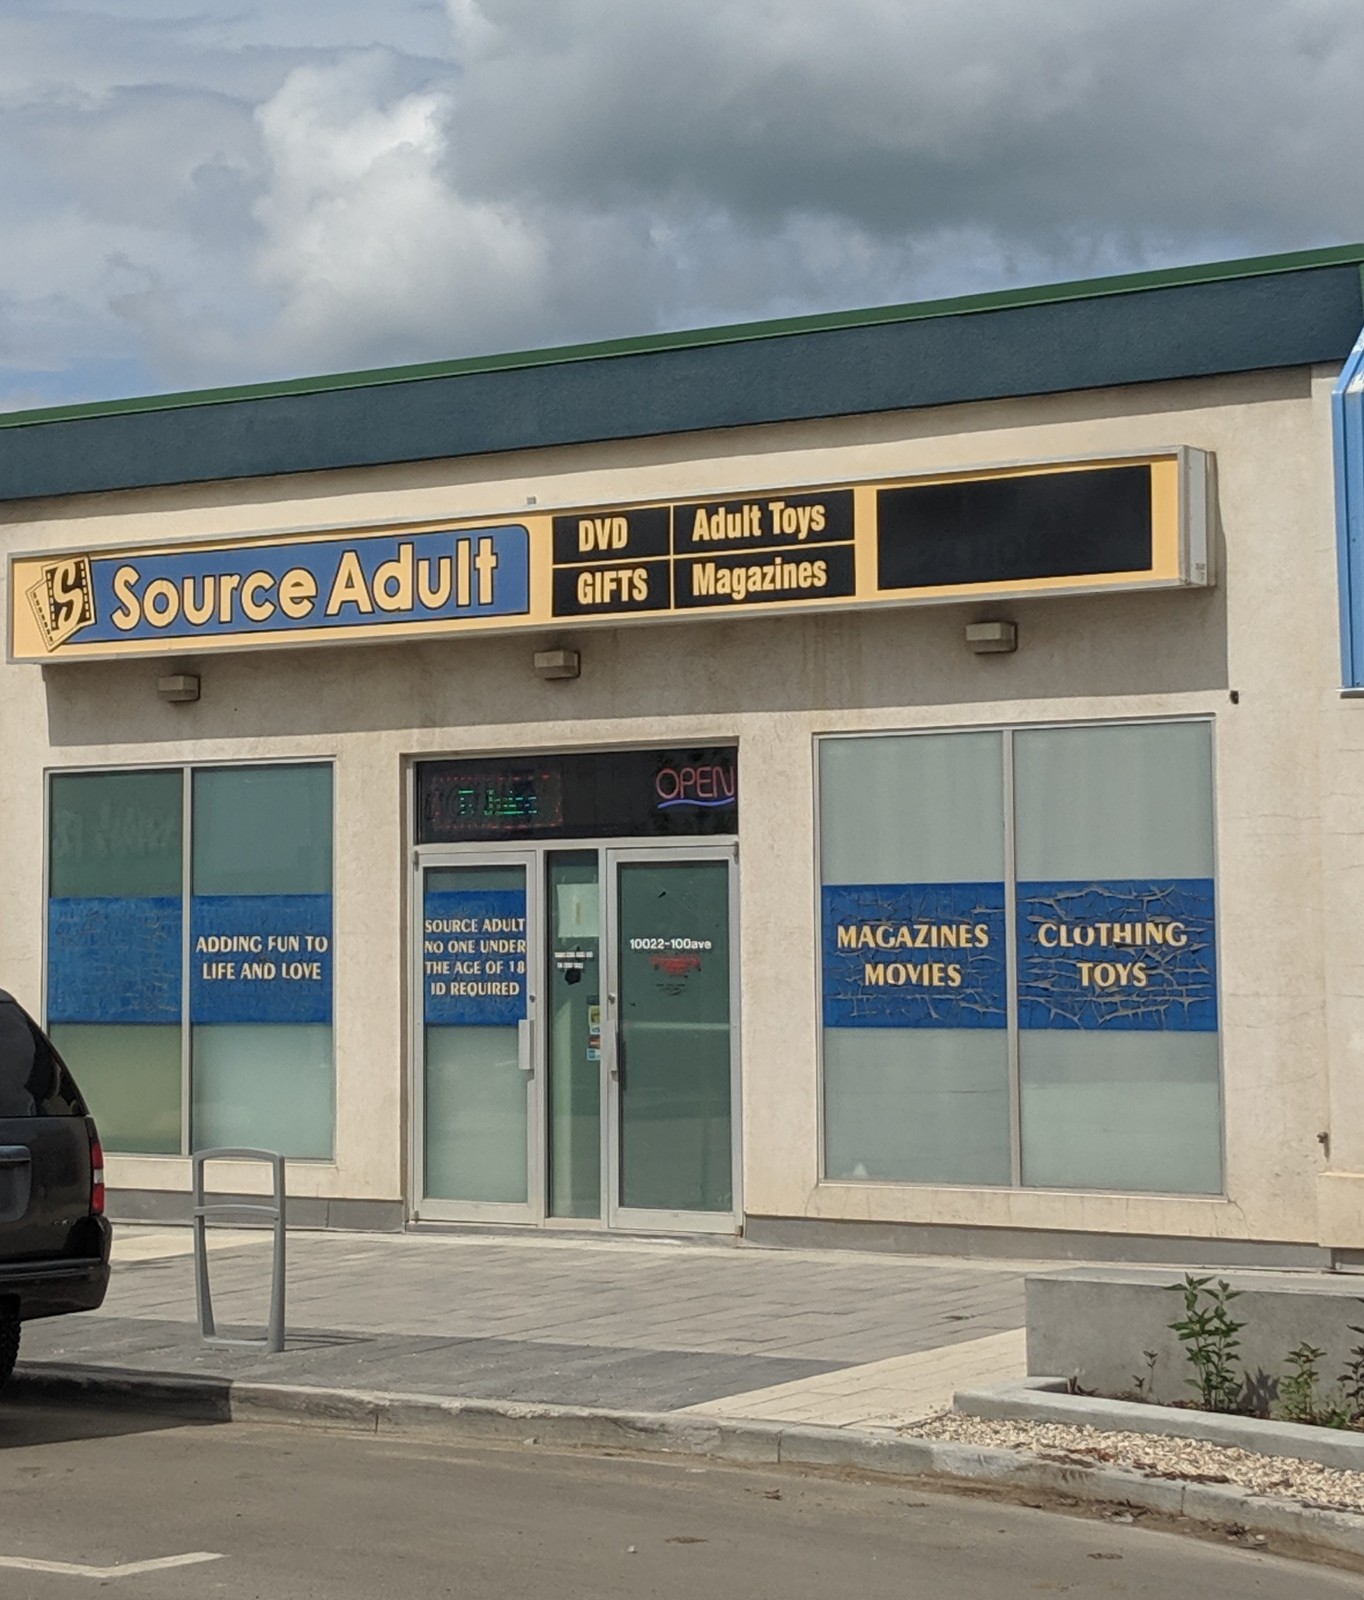 S Source Adult
DVD
Adult Toys
GIFTS
Magazines
OPEN
ADDING FUN TO
LIFE AND LOVE
SOURCE ADULT
NO ONE UNDER
THE AGE OF 18
ID REQUIRED
10022-100ave
MAGAZINES
MOVIES
CLOTHING
TOYS